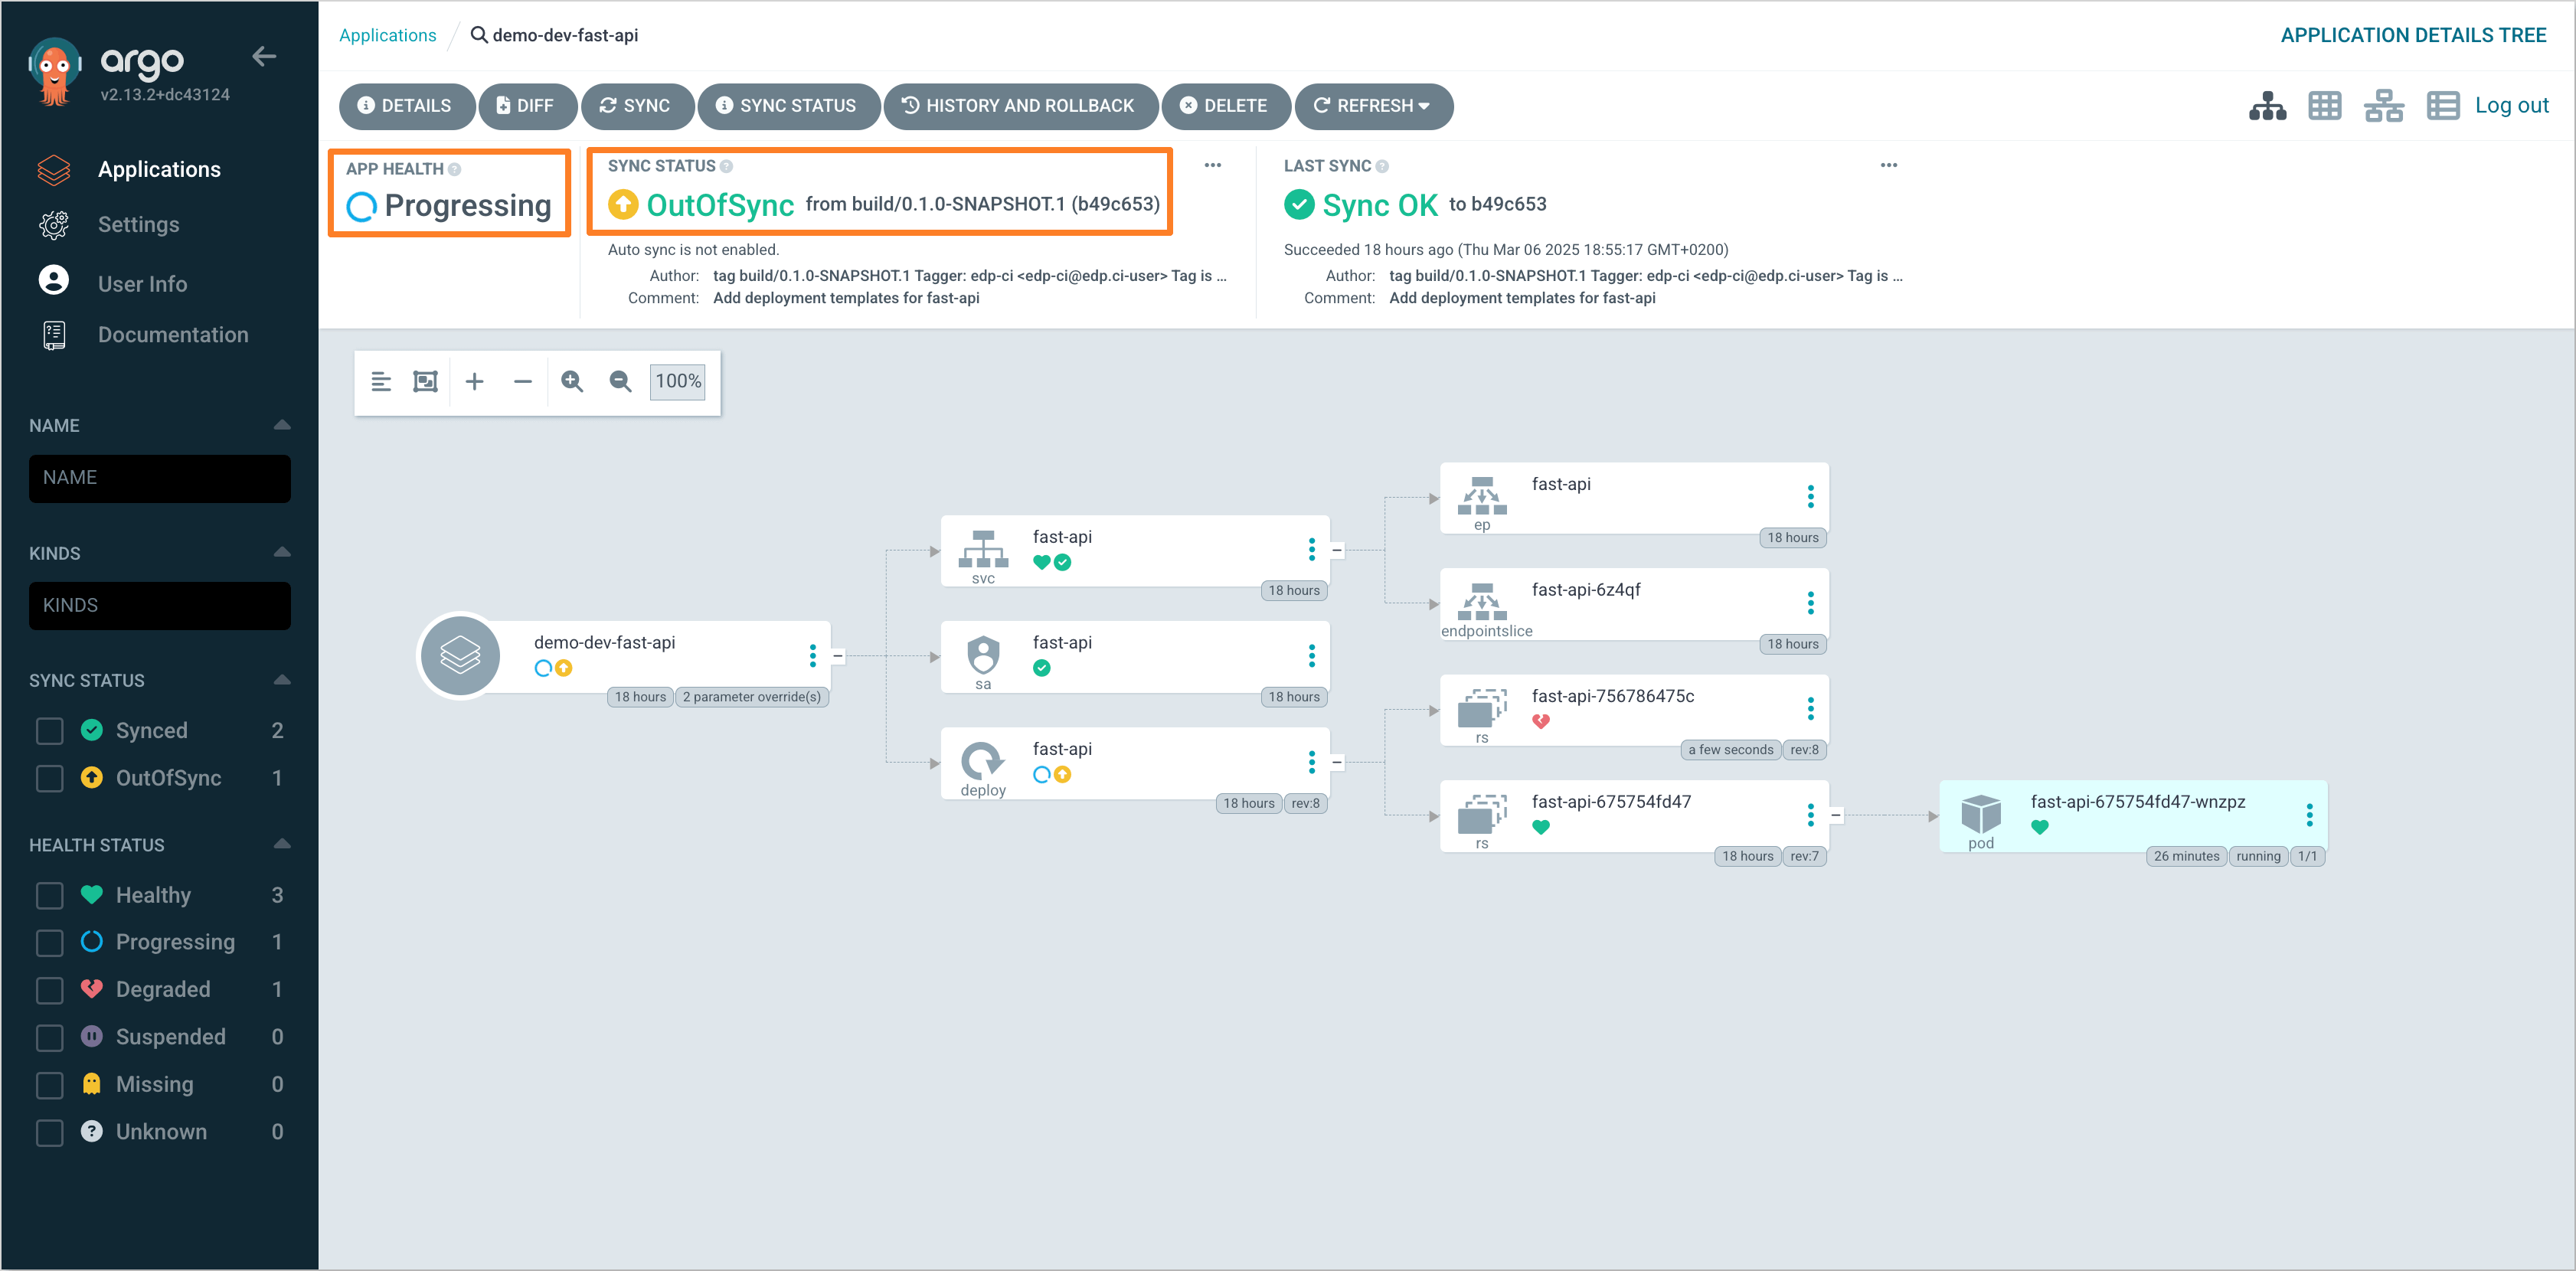 argo
v2.13.2+dc43124
Applications
Settings
User Info
Documentation
NAME
NAME
KINDS
KINDS
SYNC STATUS
Synced 2
OutOfSync 1
HEALTH STATUS
Healthy 3
Progressing 1
Degraded 1
Suspended 0
Missing 0
Unknown 0
Applications / demo-dev-fast-api
APPLICATION DETAILS TREE
DETAILS DIFF SYNC SYNC STATUS HISTORY AND ROLLBACK DELETE REFRESH
Log out
APP HEALTH
Progressing
SYNC STATUS
OutOfSync from build/0.1.0-SNAPSHOT.1 (b49c653)
Auto sync is not enabled.
Author: tag build/0.1.0-SNAPSHOT.1 Tagger: edp-ci <edp-ci@edp.ci-user> Tag is ...
Comment: Add deployment templates for fast-api
LAST SYNC
Sync OK to b49c653
Succeeded 18 hours ago (Thu Mar 06 2025 18:55:17 GMT+0200)
Author: tag build/0.1.0-SNAPSHOT.1 Tagger: edp-ci <edp-ci@edp.ci-user> Tag is ...
Comment: Add deployment templates for fast-api
100%
demo-dev-fast-api
18 hours 2 parameter override(s)
fast-api
svc
18 hours
fast-api
sa
18 hours
fast-api
deploy
18 hours rev:8
fast-api
ep
18 hours
fast-api-6z4qf
endpointslice
18 hours
fast-api-756786475c
rs
a few seconds rev:8
fast-api-675754fd47
rs
18 hours rev:7
fast-api-675754fd47-wnzpz
pod
26 minutes running 1/1